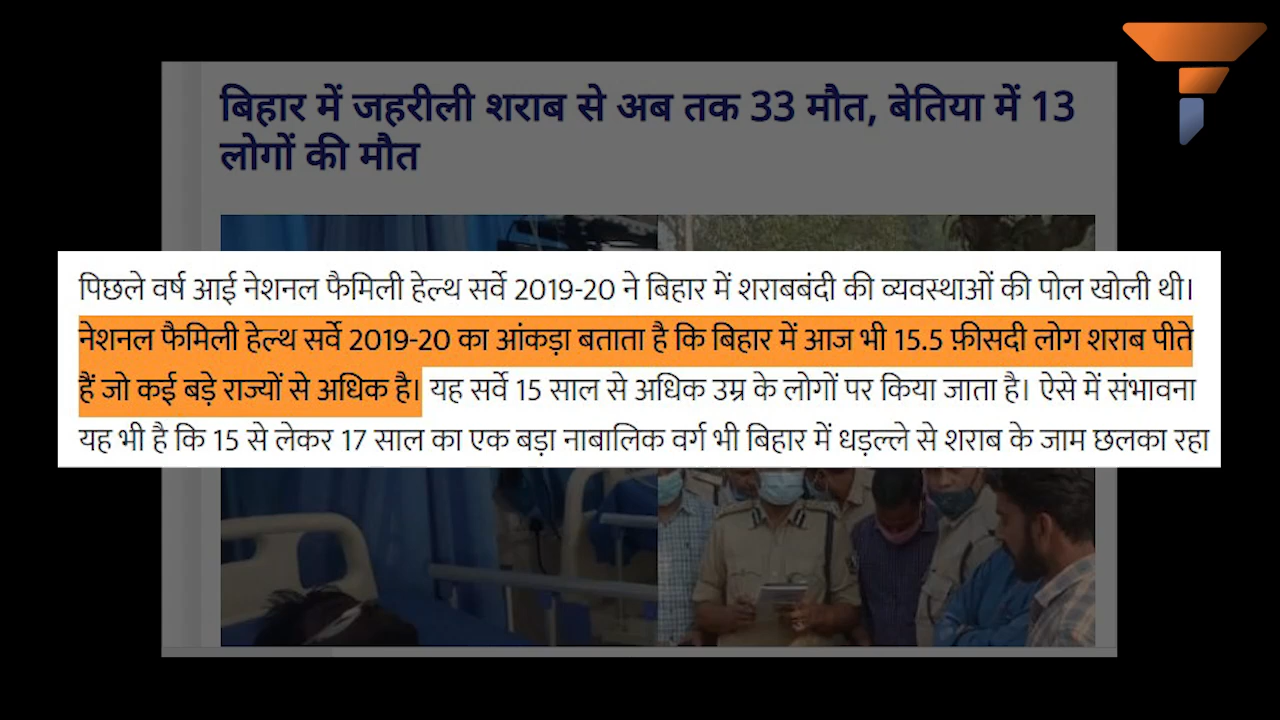 बिहार में जहरीली शराब से अब तक 33 मौत, बेतिया में 13
लोगों की मौत
पिछले वर्ष आई नेशनल फैमिली हेल्थ सर्वे 2019-20 ने बिहार में शराबबंदी की व्यवस्थाओं की पोल खोली थी।
नेशनल फैमिली हेल्थ सर्वे 2019-20 का आंकड़ा बताता है कि बिहार में आज भी 15.5 फ़ीसदी लोग शराब पीते
हैं जो कई बड़े राज्यों से अधिक है। यह सर्वे 15 साल से अधिक उम्र के लोगों पर किया जाता है। ऐसे में संभावना
यह भी है कि 15 से लेकर 17 साल का एक बड़ा नाबालिक वर्ग भी बिहार में धड़ल्ले से शराब के जाम छलका रहा